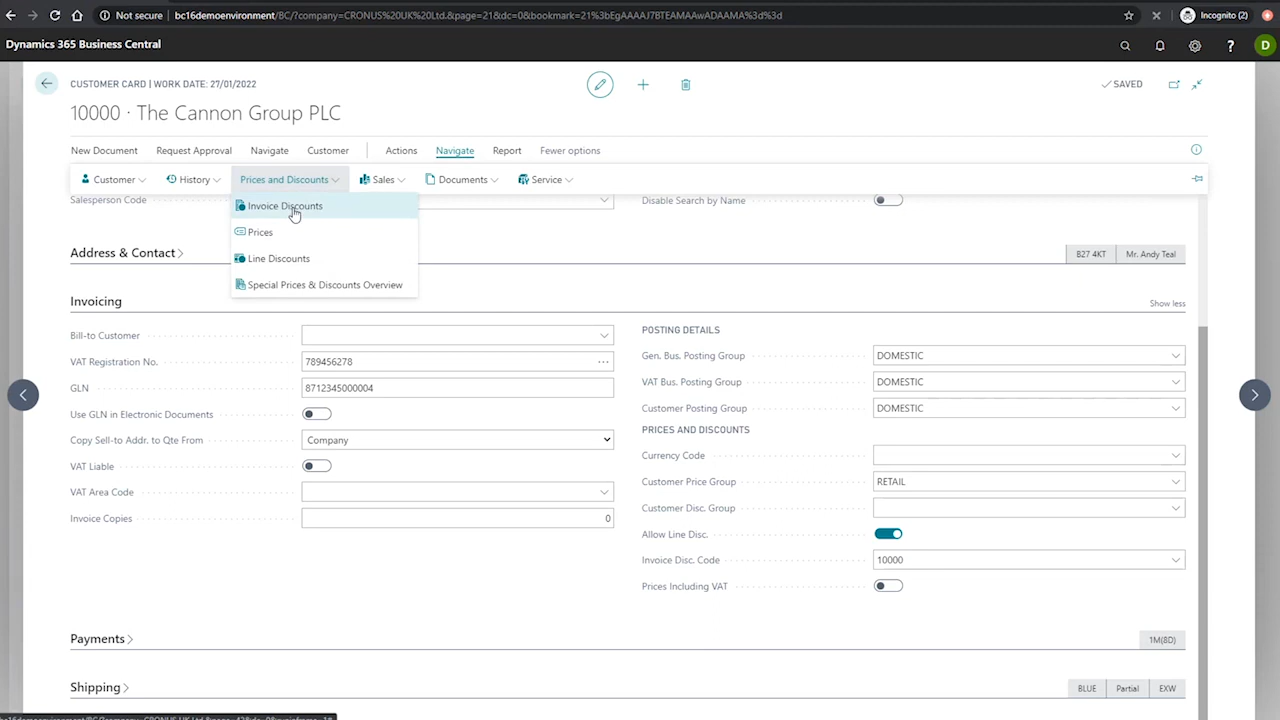 Not secure
bc16demoenvironment/BC/?company=CRONUS%20UK%20Ltd.&page=21&dc=0&bookmark=21%3bEgAAAAJ7BTEAMAAwADAAMA%3d%3d
Incognito (2)
Dynamics 365 Business Central
?
D
CUSTOMER CARD | WORK DATE: 27/01/2022
SAVED
10000 · The Cannon Group PLC
New Document Request Approval Navigate Customer Actions Navigate Report Fewer options
Customer History Prices and Discounts Sales Documents Service
Salesperson Code
Disable Search by Name
Invoice Discounts
Prices
Line Discounts
Special Prices & Discounts Overview
Address & Contact
B27 4KT Mr. Andy Teal
Invoicing
Show less
Bill-to Customer
VAT Registration No. 789456278
GLN 8712345000004
Use GLN in Electronic Documents
Copy Sell-to Addr. to Qte From Company
VAT Liable
VAT Area Code
Invoice Copies 0
POSTING DETAILS
Gen. Bus. Posting Group DOMESTIC
VAT Bus. Posting Group DOMESTIC
Customer Posting Group DOMESTIC
PRICES AND DISCOUNTS
Currency Code
Customer Price Group RETAIL
Customer Disc. Group
Allow Line Disc.
Invoice Disc. Code 10000
Prices Including VAT
Payments
1M(8D)
Shipping
BLUE Partial EXW